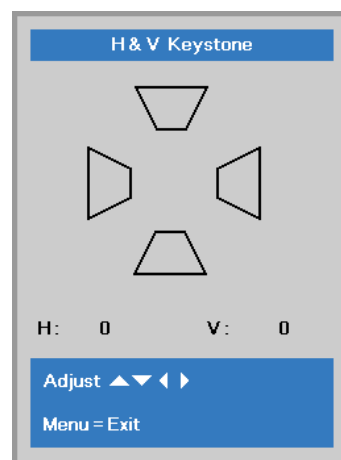 H & V Keystone
H: 0 V: 0
Adjust ▲▼◀▶
Menu = Exit